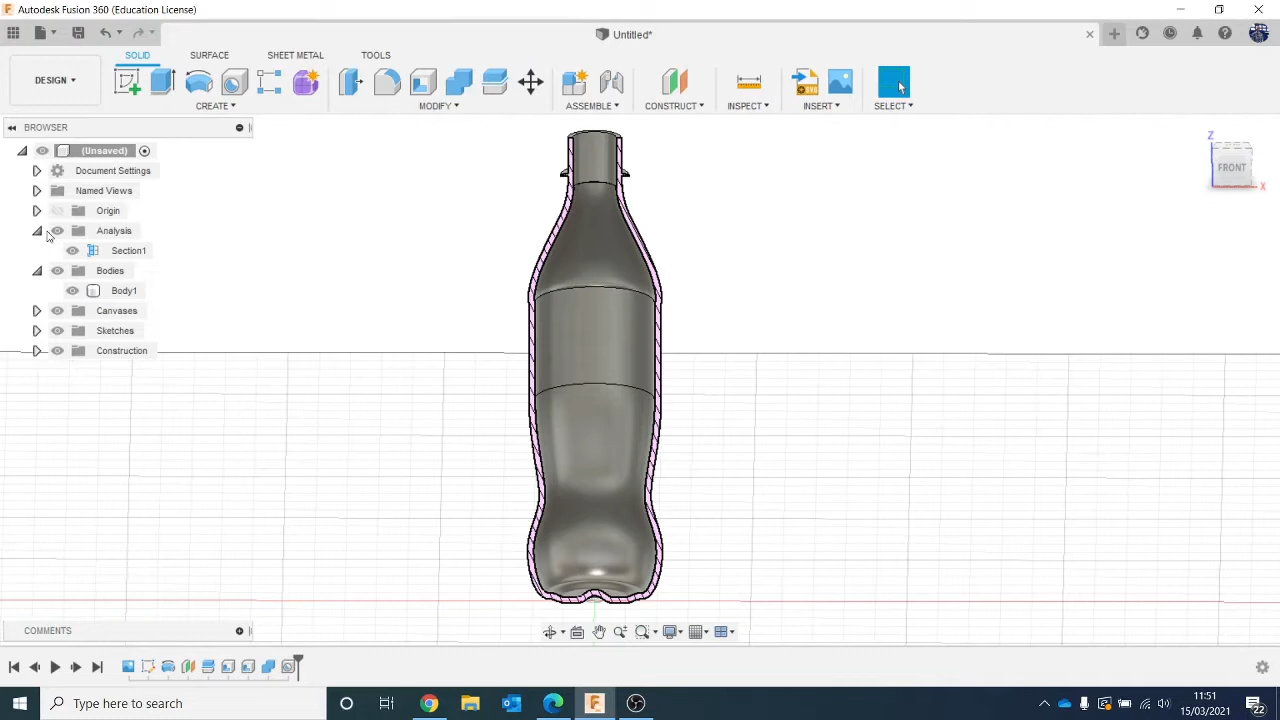 Autodesk Fusion 360 (Education License)
Untitled*
SOLID SURFACE SHEET METAL TOOLS
DESIGN
CREATE MODIFY ASSEMBLE CONSTRUCT INSPECT INSERT SELECT
BROWSER
(Unsaved)
Document Settings
Named Views
Origin
Analysis
Section1
Bodies
Body1
Canvases
Sketches
Construction
Z
FRONT
X
COMMENTS
Type here to search
11:51
15/03/2021
22